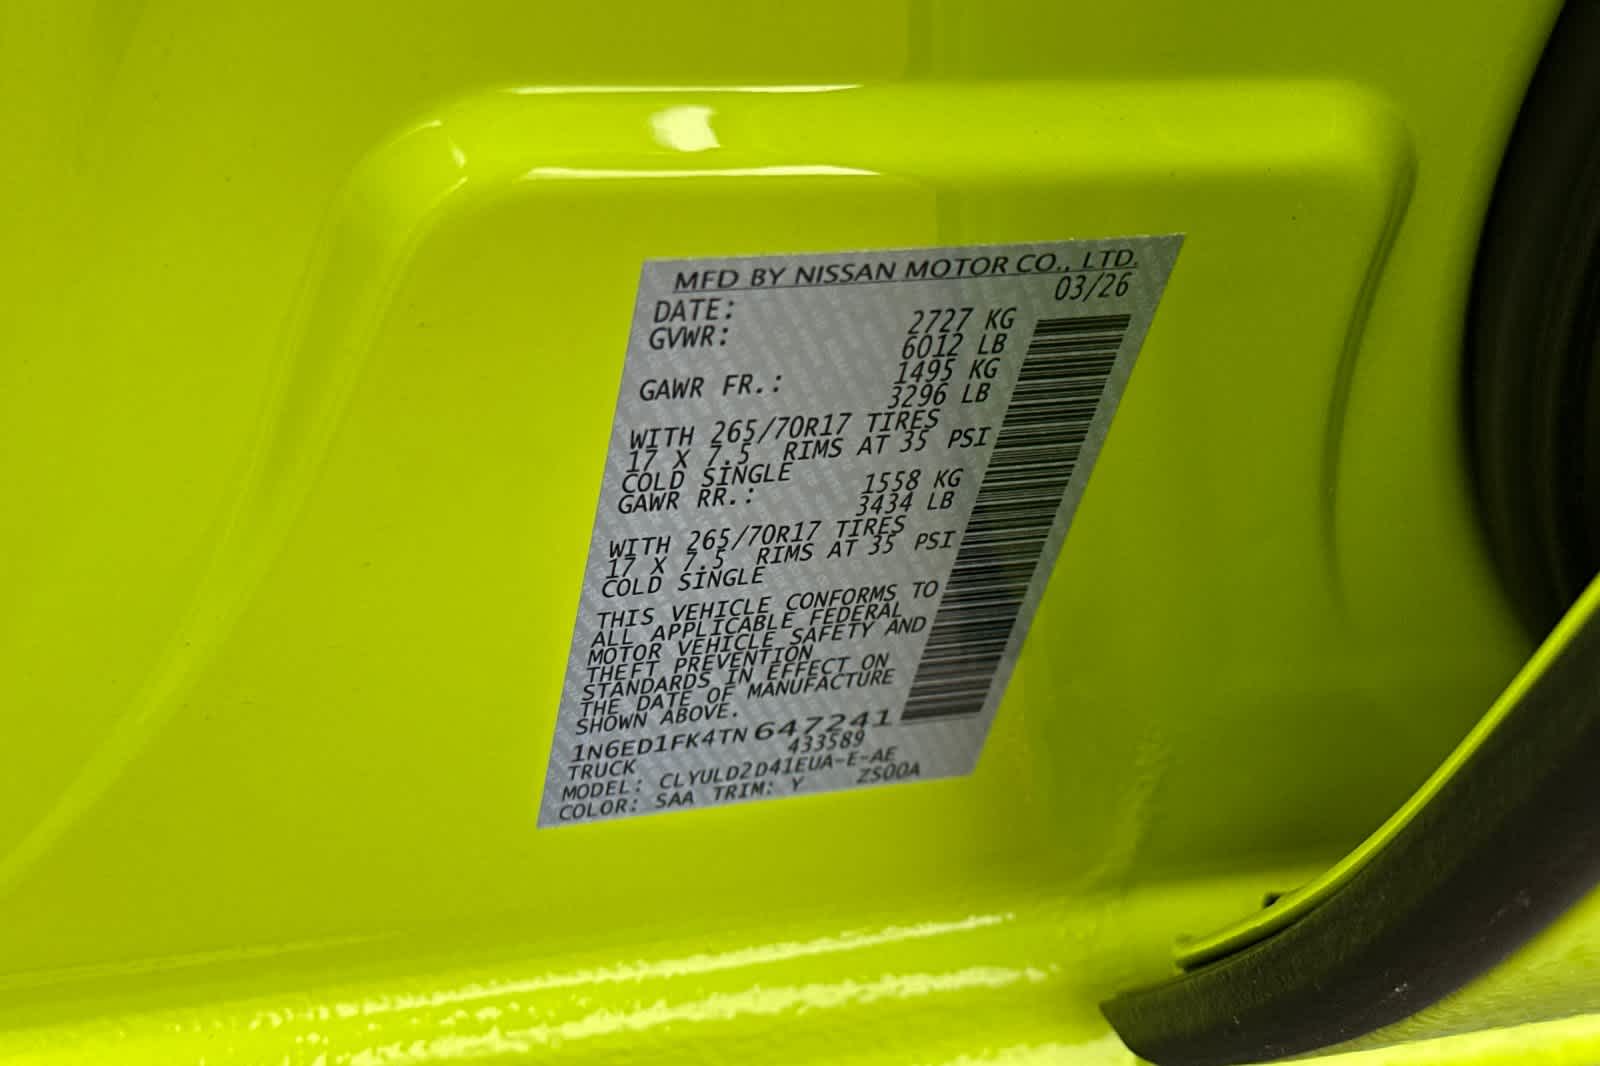 MFD BY NISSAN MOTOR CO., LTD.
DATE: 03/26
GVWR: 2727 KG
6012 LB
GAWR FR.: 1495 KG
3296 LB
WITH 265/70R17 TIRES
17 X 7.5 RIMS AT 35 PSI
COLD SINGLE
GAWR RR.: 1558 KG
3434 LB
WITH 265/70R17 TIRES
17 X 7.5 RIMS AT 35 PSI
COLD SINGLE
THIS VEHICLE CONFORMS TO
ALL APPLICABLE FEDERAL
MOTOR VEHICLE SAFETY AND
THEFT PREVENTION
STANDARDS IN EFFECT ON
THE DATE OF MANUFACTURE
SHOWN ABOVE.
1N6ED1FK4TN647241
TRUCK 433589
MODEL: CLYULD2D41EUA-E-AE
COLOR: SAA TRIM: Y ZS00A